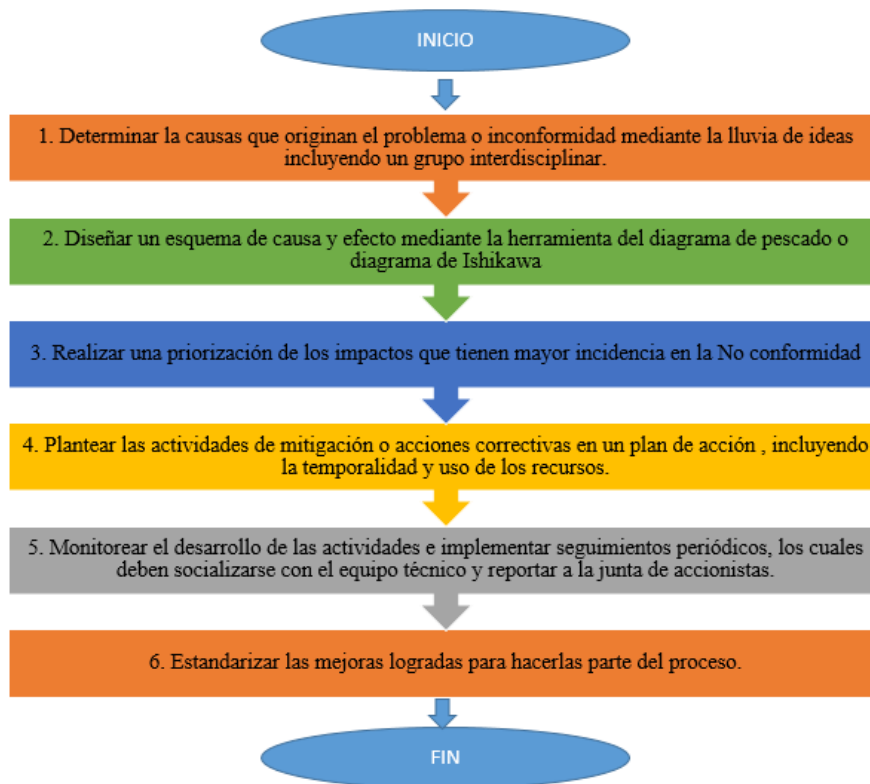 INICIO
1. Determinar la causas que originan el problema o inconformidad mediante la lluvia de ideas
incluyendo un grupo interdisciplinar.
2. Diseñar un esquema de causa y efecto mediante la herramienta del diagrama de pescado o
diagrama de Ishikawa
3. Realizar una priorización de los impactos que tienen mayor incidencia en la No conformidad
4. Plantear las actividades de mitigación o acciones correctivas en un plan de acción , incluyendo
la temporalidad y uso de los recursos.
5. Monitorear el desarrollo de las actividades e implementar seguimientos periódicos, los cuales
deben socializarse con el equipo técnico y reportar a la junta de accionistas.
6. Estandarizar las mejoras logradas para hacerlas parte del proceso.
FIN